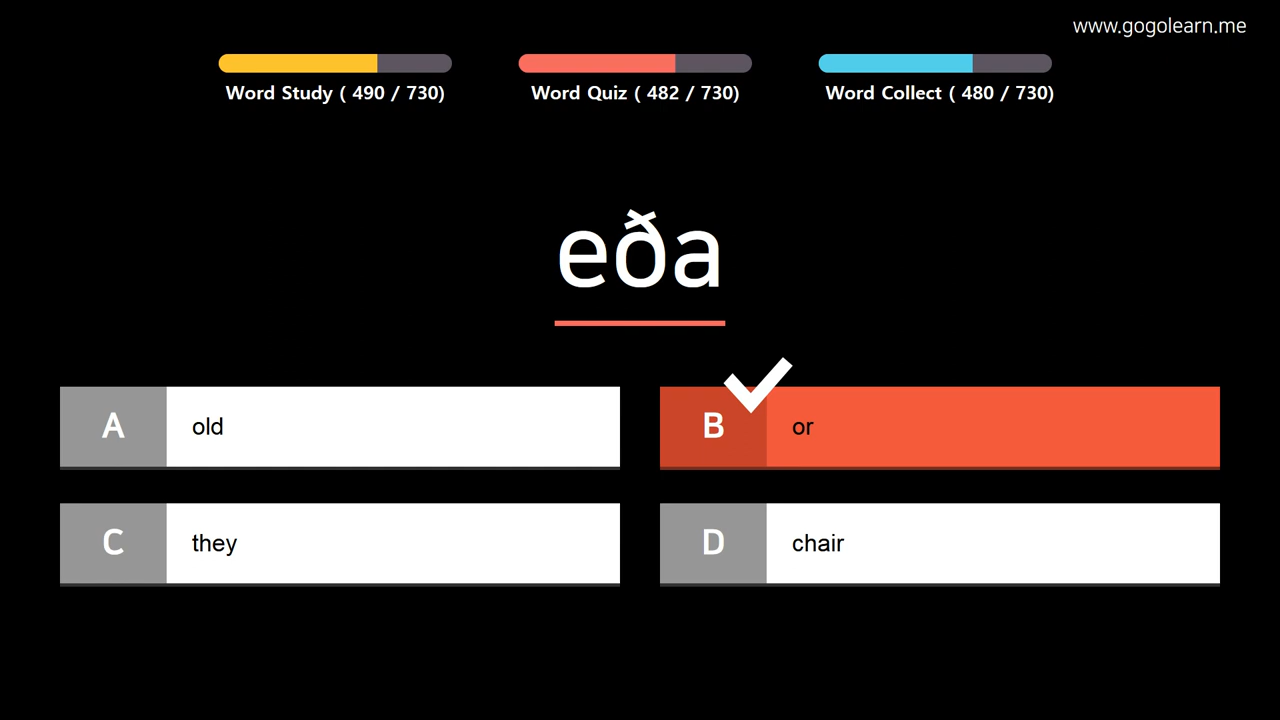 www.gogolearn.me
Word Study ( 490 / 730)
Word Quiz ( 482 / 730)
Word Collect ( 480 / 730)
eða
A old
B or
C they
D chair